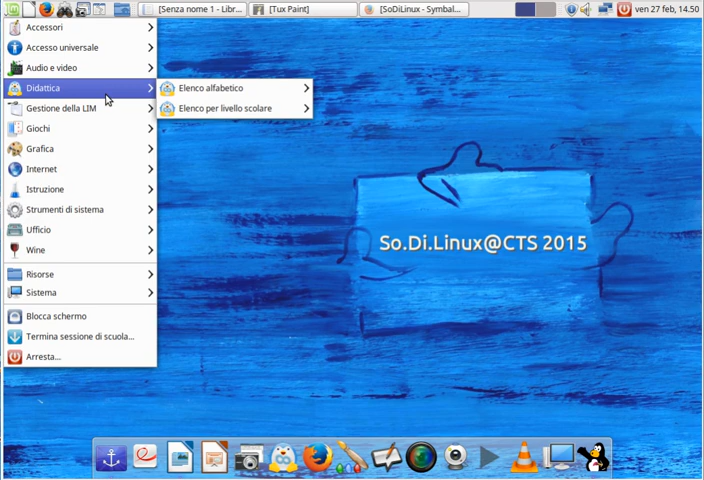 [Senza nome 1 - Libr...
[Tux Paint]
[SoDiLinux - Symbal...
ven 27 feb, 14.50
Accessori
Accesso universale
Audio e video
Didattica
Gestione della LIM
Giochi
Grafica
Internet
Istruzione
Strumenti di sistema
Ufficio
Wine
Risorse
Sistema
Blocca schermo
Termina sessione di scuola...
Arresta...
Elenco alfabetico
Elenco per livello scolare
So.Di.Linux@CTS 2015